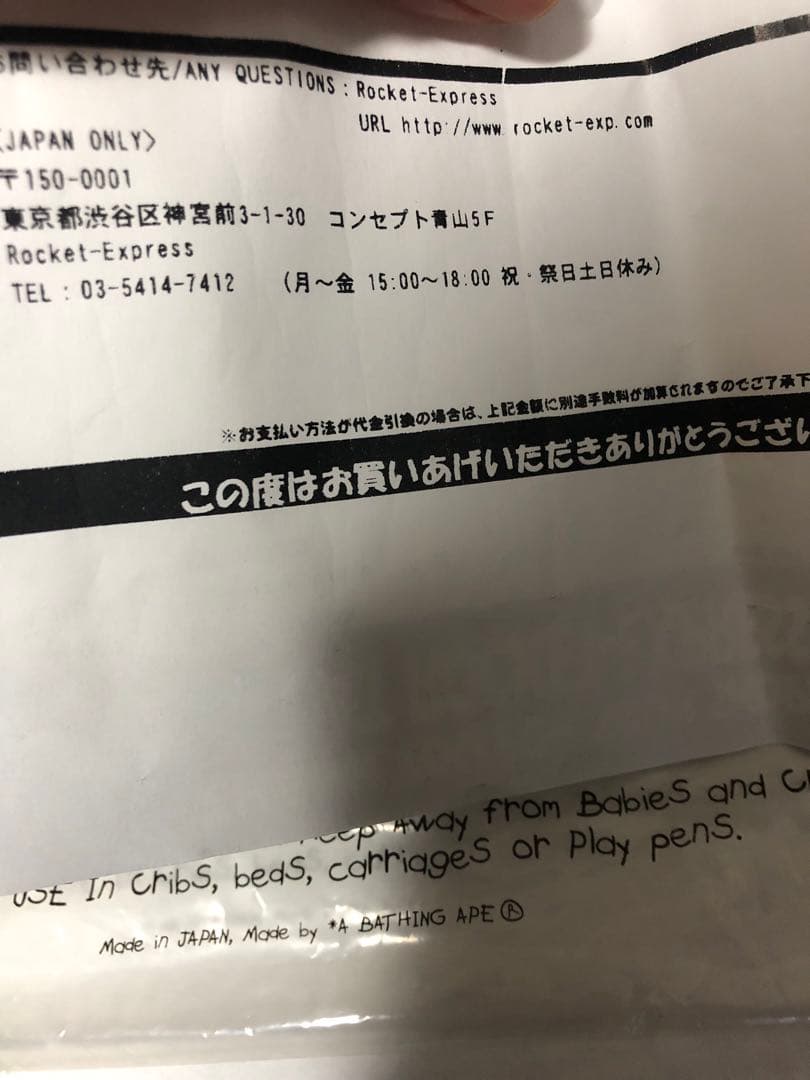 お問い合わせ先/ANY QUESTIONS : Rocket-Express
URL http://www.rocket-exp.com
〈JAPAN ONLY〉
〒150-0001
東京都渋谷区神宮前3-1-30 コンセプト青山5F
Rocket-Express
TEL : 03-5414-7412 (月〜金 15:00〜18:00 祝・祭日土日休み)
※お支払い方法が代金引換の場合は、上記金額に別途手数料が加算されますのでご了承下
この度はお買いあげいただきありがとうござい
Keep Away from Babies and
USE In Cribs, beds, carriages or Play pens.
Made in JAPAN, Made by *A BATHING APE®